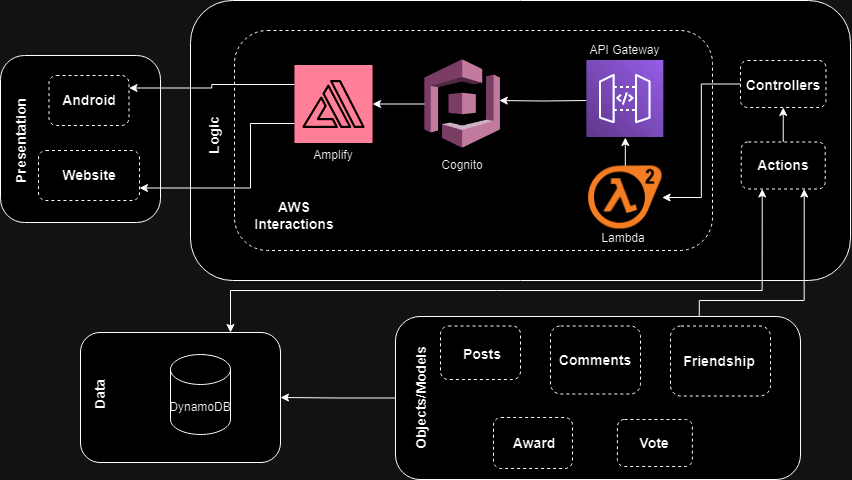 Presentation
Android
Website
Logic
Amplify
Cognito
API Gateway
</>
2
Lambda
AWS
Interactions
Controllers
Actions
Data
DynamoDB
Objects/Models
Posts
Comments
Friendship
Award
Vote